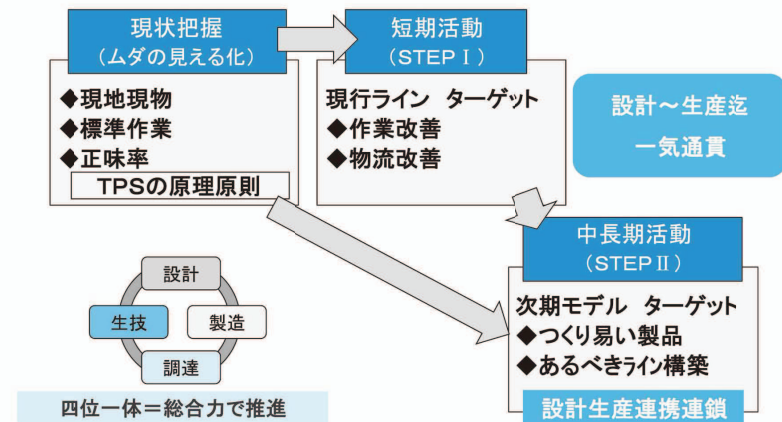 現状把握
(ムダの見える化)
◆現地現物
◆標準作業
◆正味率
TPSの原理原則
短期活動
(STEPⅠ)
現行ライン ターゲット
◆作業改善
◆物流改善
設計～生産迄
一気通貫
中長期活動
(STEPⅡ)
次期モデル ターゲット
◆つくり易い製品
◆あるべきライン構築
設計生産連携連鎖
設計
生技
製造
調達
四位一体＝総合力で推進